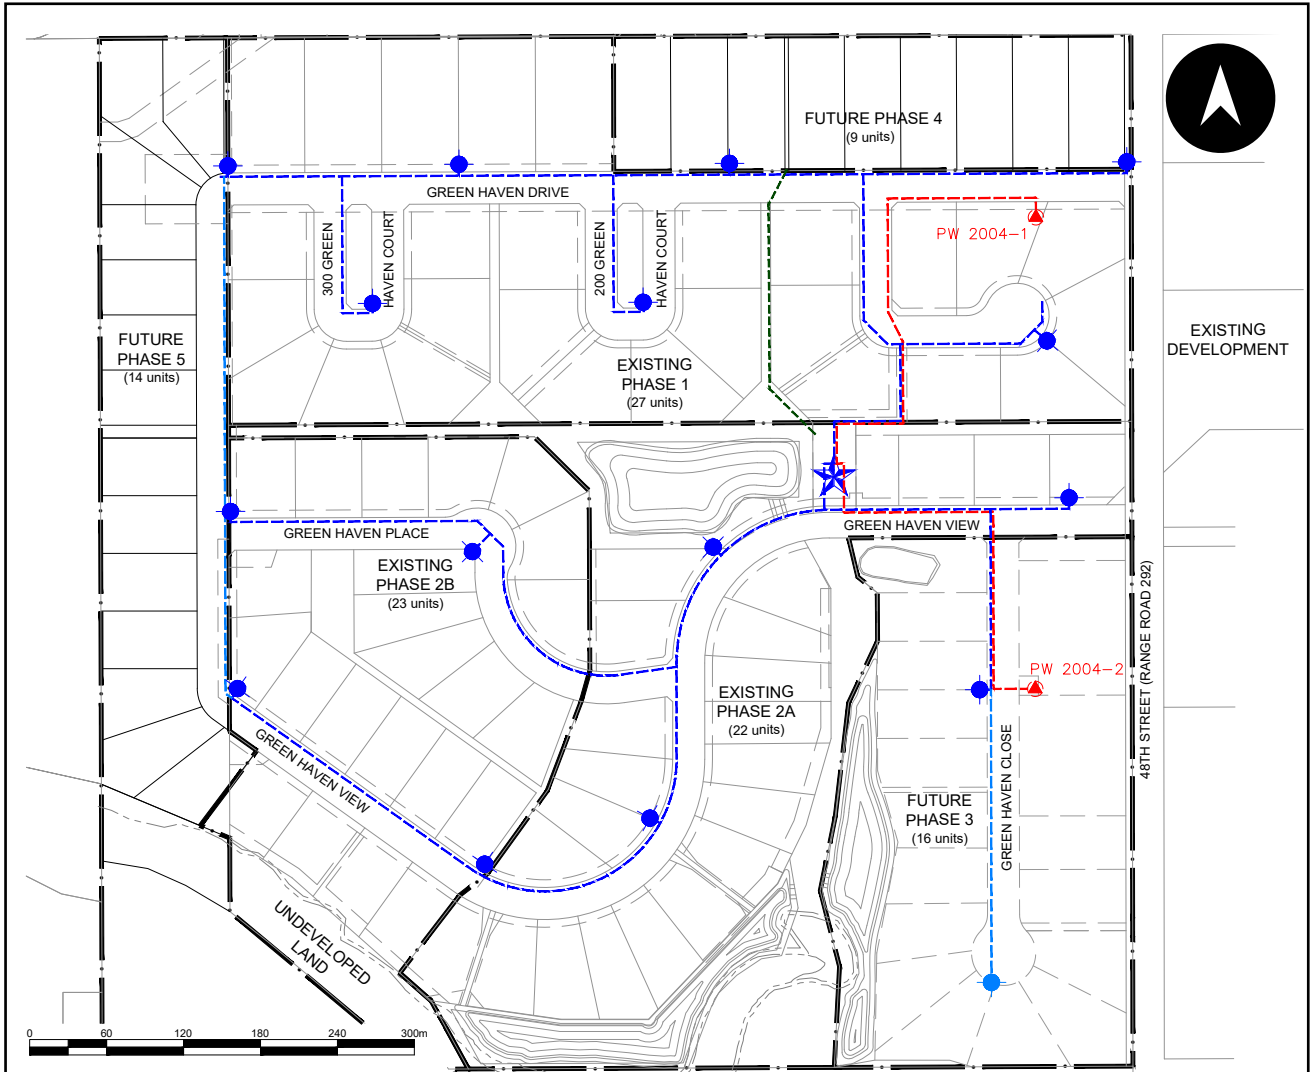 FUTURE PHASE 4
(9 units)
GREEN HAVEN DRIVE
PW 2004-1
300 GREEN
HAVEN COURT
200 GREEN
HAVEN COURT
EXISTING
DEVELOPMENT
FUTURE
PHASE 5
(14 units)
EXISTING
PHASE 1
(27 units)
GREEN HAVEN VIEW
GREEN HAVEN PLACE
EXISTING
PHASE 2B
(23 units)
48TH STREET (RANGE ROAD 292)
PW 2004-2
EXISTING
PHASE 2A
(22 units)
GREEN HAVEN VIEW
FUTURE
PHASE 3
(16 units)
GREEN HAVEN CLOSE
UNDEVELOPED
LAND
0 60 120 180 240 300m